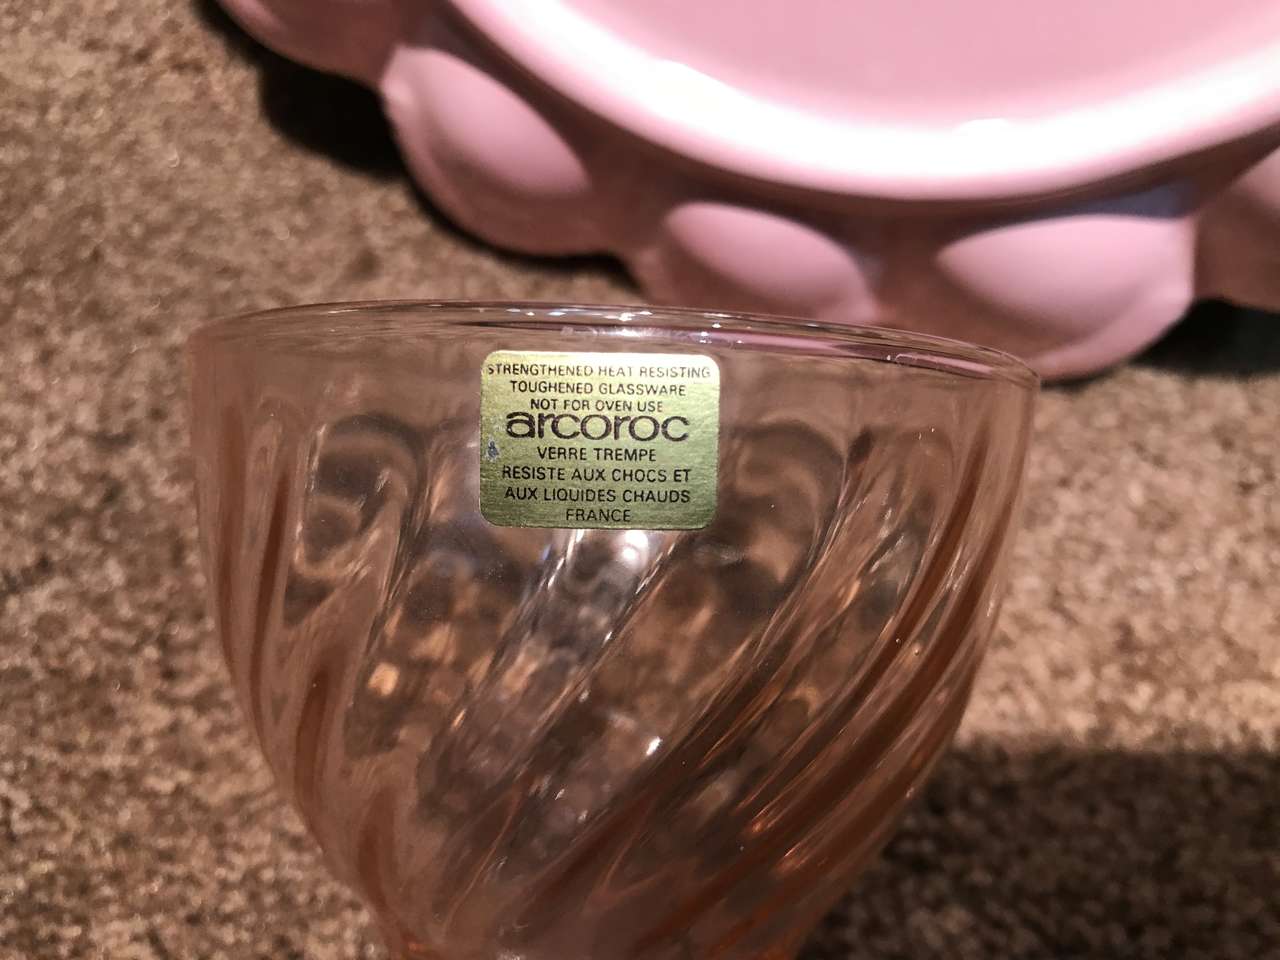 STRENGTHENED HEAT RESISTING
TOUGHENED GLASSWARE
NOT FOR OVEN USE
arcoroc
VERRE TREMPE
RESISTE AUX CHOCS ET
AUX LIQUIDES CHAUDS
FRANCE